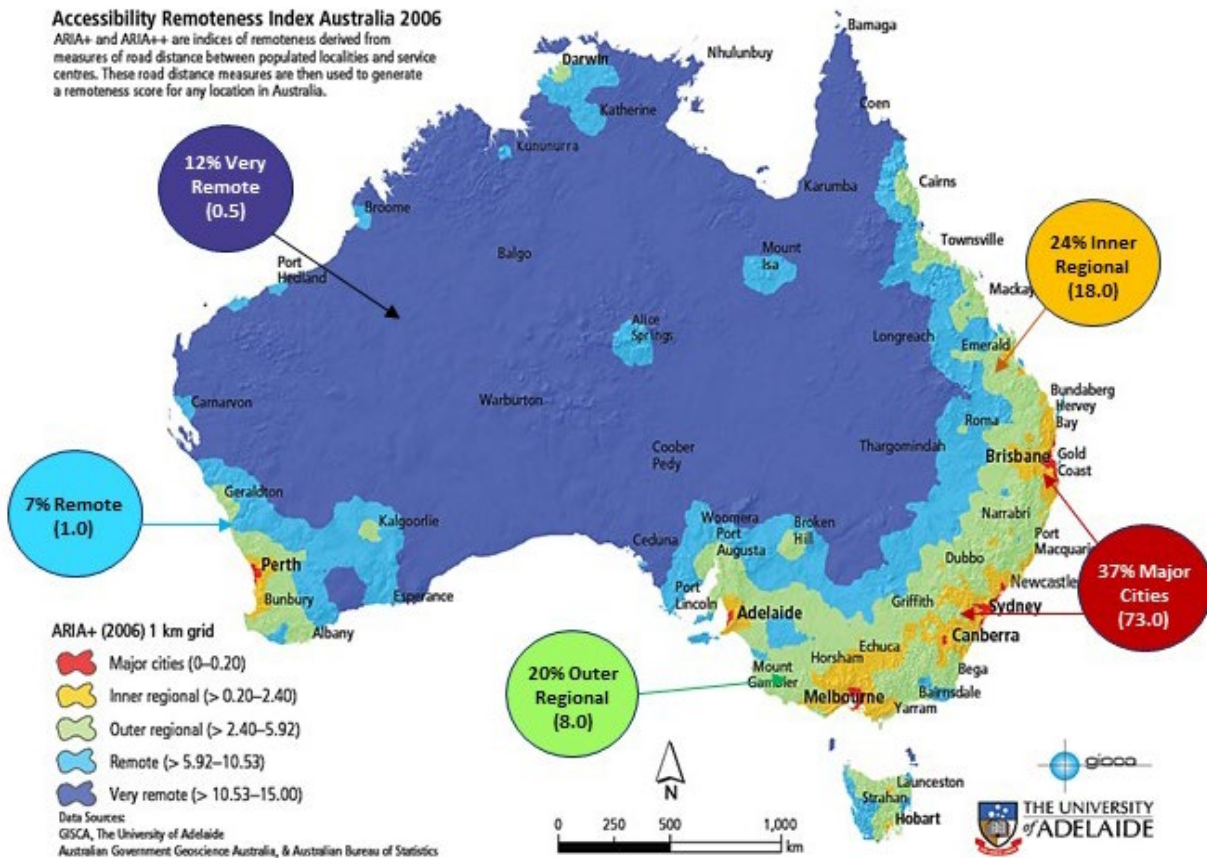 Accessibility Remoteness Index Australia 2006
ARIA+ and ARIA++ are indices of remoteness derived from
measures of road distance between populated localities and service
centres. These road distance measures are then used to generate
a remoteness score for any location in Australia.
Bamaga
Nhulunbuy
Darwin
Katherine
Coen
Kununurra
12% Very
Remote
(0.5)
Karumba
Cairns
Broome
Balgo
Mount
Isa
Townsville
24% Inner
Regional
(18.0)
Port
Hedland
Mackay
Alice
Springs
Longreach
Emerald
Carnarvon
Warburton
Bundaberg
Hervey
Bay
Roma
Coober
Pedy
Thargomindah
Brisbane
Gold
Coast
7% Remote
(1.0)
Geraldton
Kalgoorlie
Woomera
Port
Augusta
Broken
Hill
Narrabri
Ceduna
Dubbo
Port
Macquarie
Perth
Bunbury
Esperance
Port
Lincoln
Adelaide
Griffith
Newcastle
Sydney
37% Major
Cities
(73.0)
Albany
Canberra
Echuca
Horsham
Bega
Mount
Gambler
Melbourne
Bairnsdale
Yarram
20% Outer
Regional
(8.0)
ARIA+ (2006) 1 km grid
Major cities (0–0.20)
Inner regional (> 0.20–2.40)
Outer regional (> 2.40–5.92)
Remote (> 5.92–10.53)
Very remote (> 10.53–15.00)
Data Sources:
GISCA, The University of Adelaide
Australian Government Geoscience Australia, & Australian Bureau of Statistics
N
0 250 500 1,000
km
Launceston
Strahan
Hobart
gisca
THE UNIVERSITY
of ADELAIDE